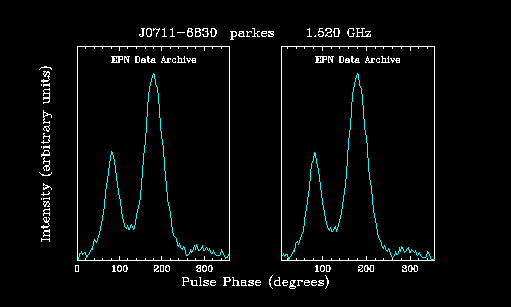 J0711-6830 parkes 1.520 GHz
EPN Data Archive EPN Data Archive
Intensity (arbitrary units)
0 100 200 300 100 200 300
Pulse Phase (degrees)